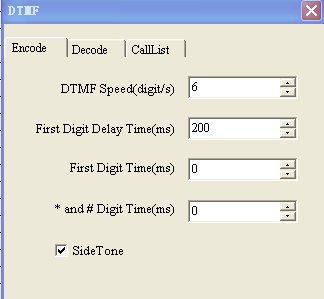 DTMF
Encode Decode CallList
DTMF Speed(digit/s) 6
First Digit Delay Time(ms) 200
First Digit Time(ms) 0
* and # Digit Time(ms) 0
SideTone